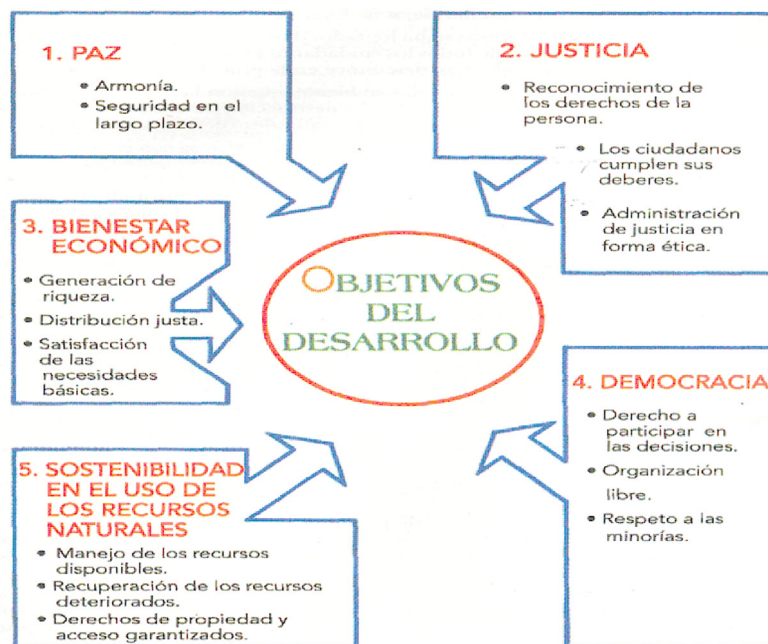 1. PAZ
• Armonía.
• Seguridad en el
largo plazo.
2. JUSTICIA
• Reconocimiento de
los derechos de la
persona.
• Los ciudadanos
cumplen sus
deberes.
• Administración
de justicia en
forma ética.
3. BIENESTAR
ECONÓMICO
• Generación de
riqueza.
• Distribución justa.
• Satisfacción
de las
necesidades
básicas.
OBJETIVOS
DEL
DESARROLLO
4. DEMOCRACIA
• Derecho a
participar en
las decisiones.
• Organización
libre.
• Respeto a las
minorías.
5. SOSTENIBILIDAD
EN EL USO DE
LOS RECURSOS
NATURALES
• Manejo de los recursos
disponibles.
• Recuperación de los recursos
deteriorados.
• Derechos de propiedad y
acceso garantizados.